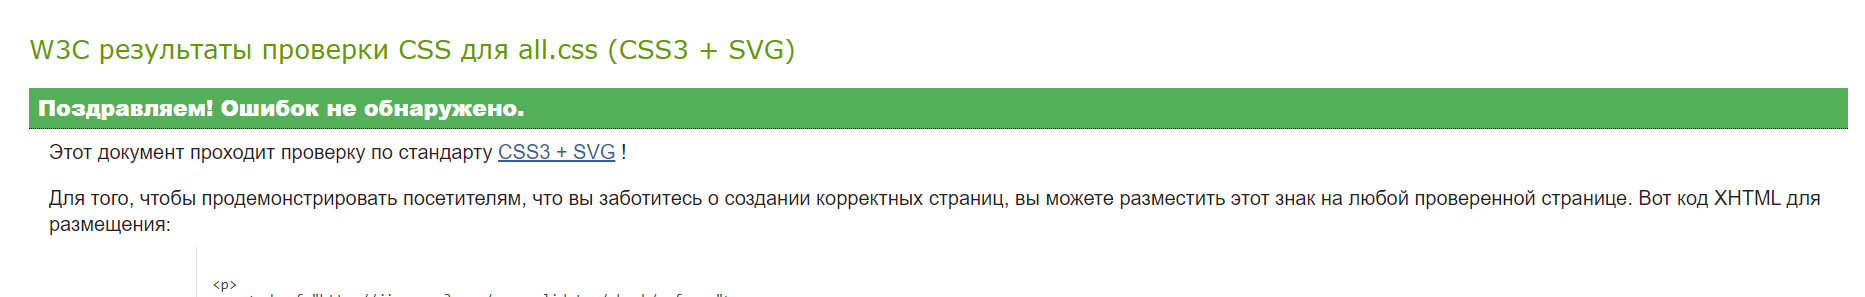 W3C результаты проверки CSS для all.css (CSS3 + SVG)
Поздравляем! Ошибок не обнаружено.
Этот документ проходит проверку по стандарту CSS3 + SVG !
Для того, чтобы продемонстрировать посетителям, что вы заботитесь о создании корректных страниц, вы можете разместить этот знак на любой проверенной странице. Вот код XHTML для
размещения:
<p>